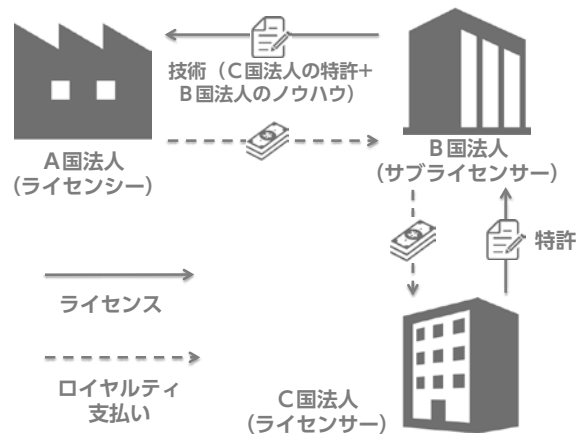 技術（C国法人の特許＋
B国法人のノウハウ）
A国法人
（ライセンシー）
B国法人
（サブライセンサー）
特許
ライセンス
ロイヤルティ
支払い
C国法人
（ライセンサー）